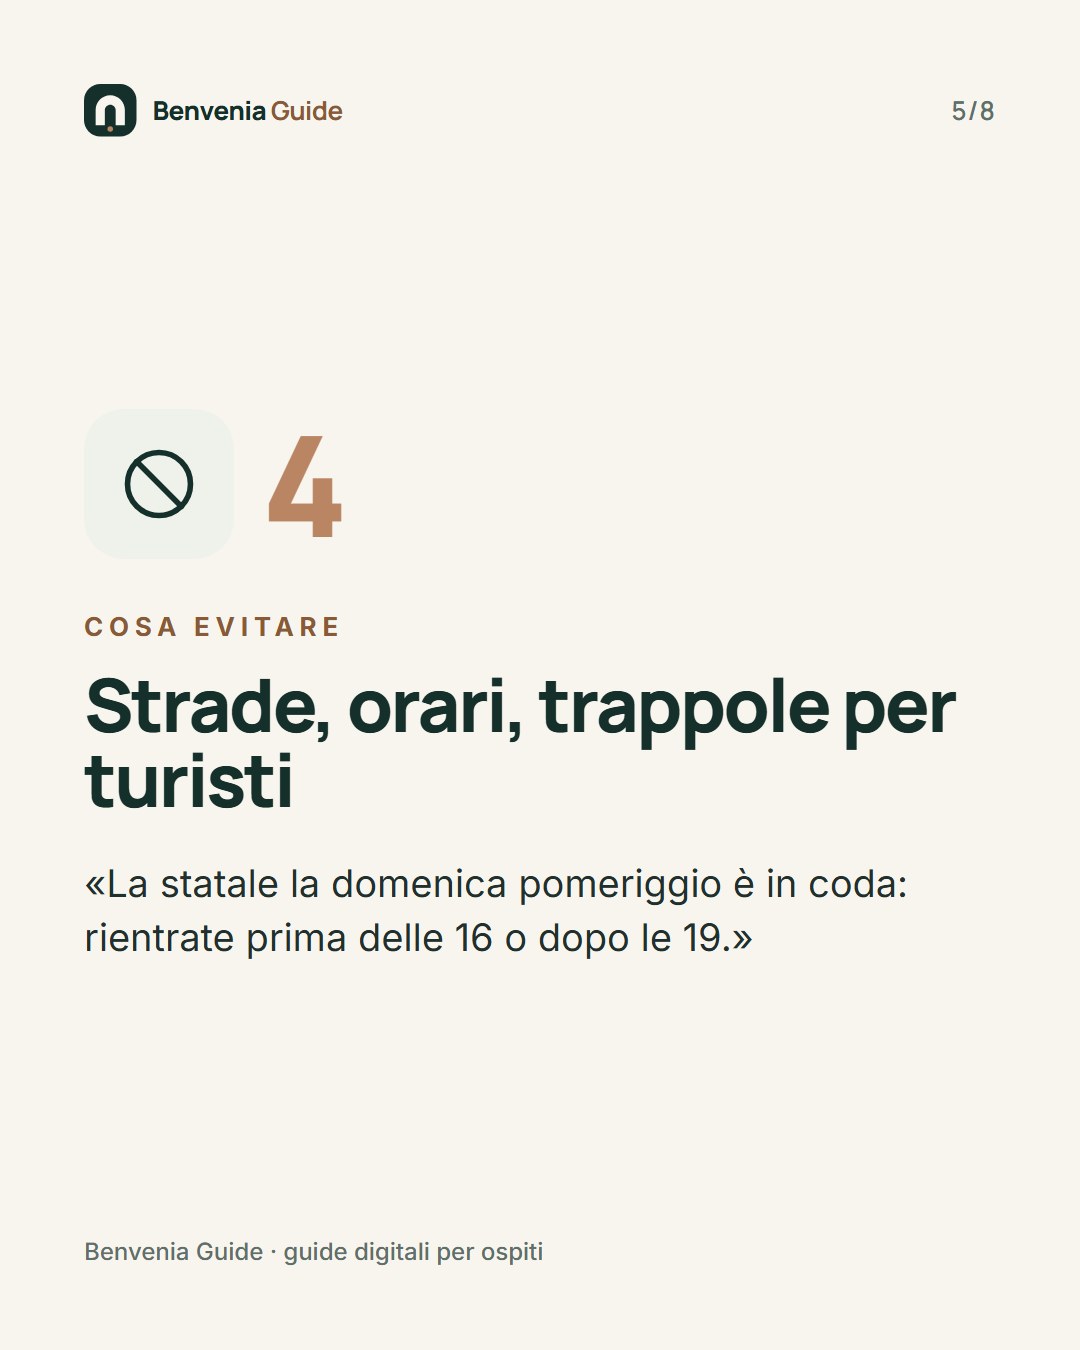 Benvenia Guide
5/8
4
COSA EVITARE
Strade, orari, trappole per
turisti
«La statale la domenica pomeriggio è in coda:
rientrate prima delle 16 o dopo le 19.»
Benvenia Guide · guide digitali per ospiti